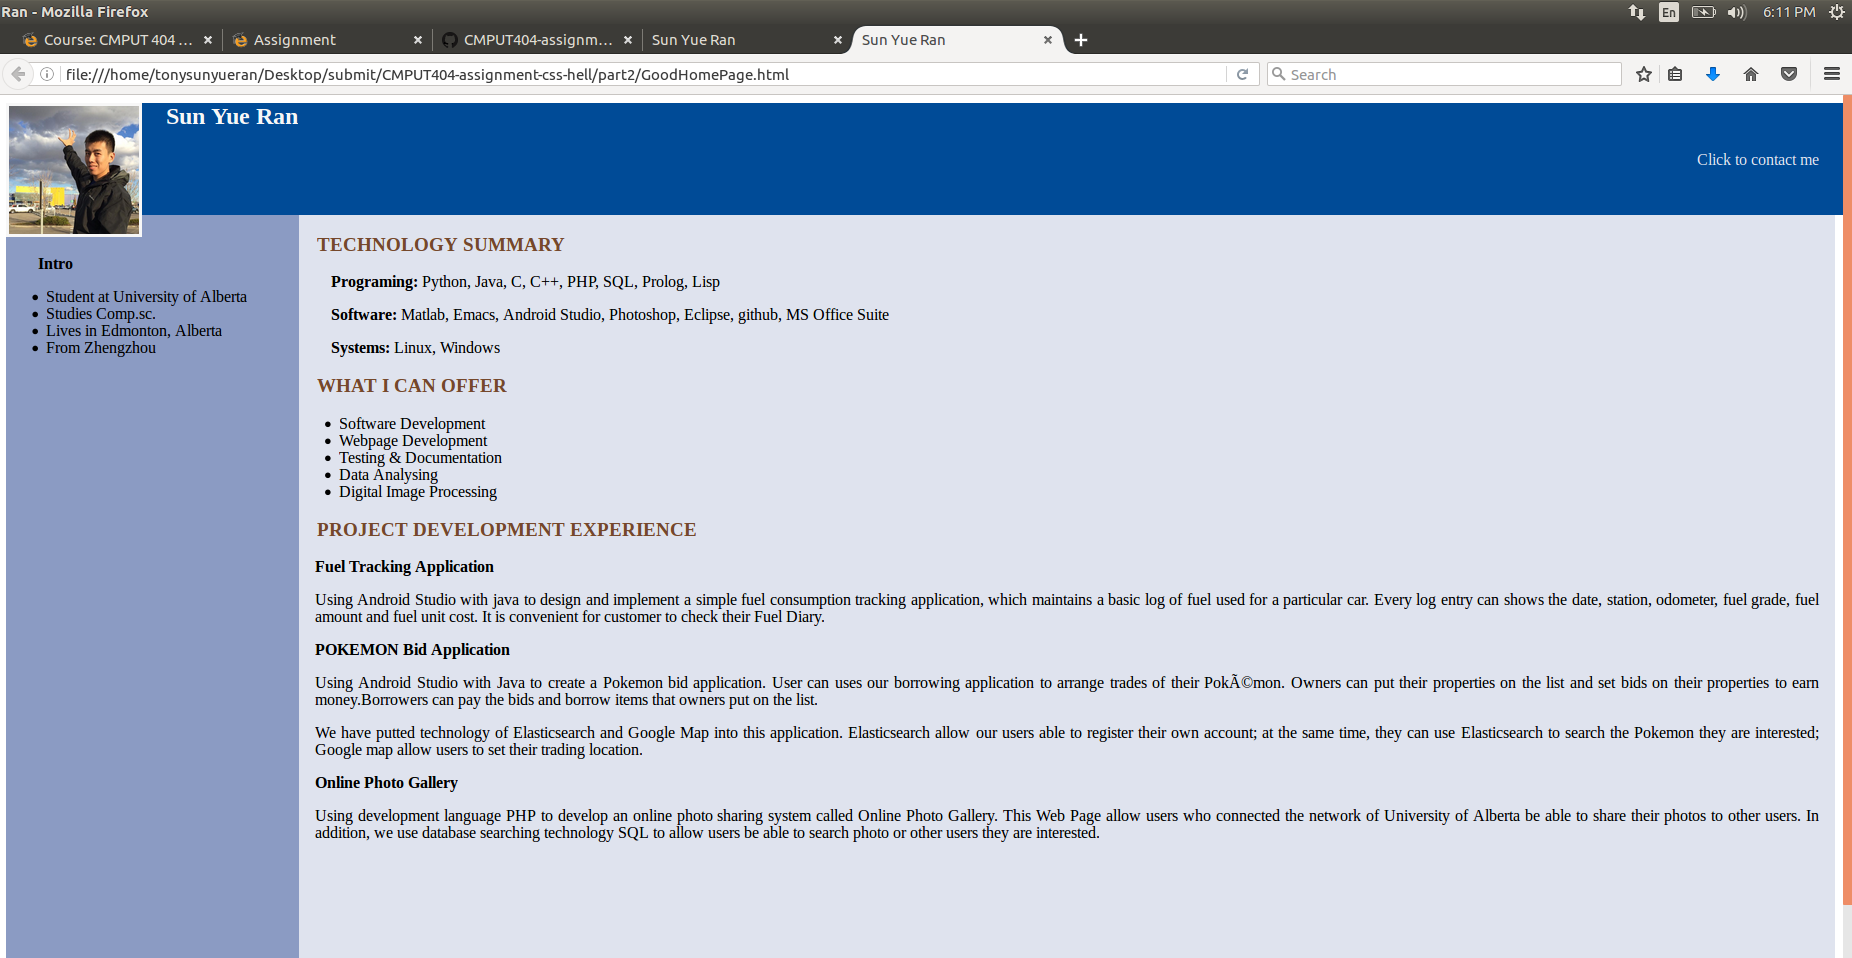 Ran - Mozilla Firefox
En
6:11 PM
Course: CMPUT 404 ...
Assignment
CMPUT404-assignm...
Sun Yue Ran
Sun Yue Ran
file:///home/tonysunyueran/Desktop/submit/CMPUT404-assignment-css-hell/part2/GoodHomePage.html
Search
Sun Yue Ran
Click to contact me
Intro
Student at University of Alberta
Studies Comp.sc.
Lives in Edmonton, Alberta
From Zhengzhou
TECHNOLOGY SUMMARY
Programing: Python, Java, C, C++, PHP, SQL, Prolog, Lisp
Software: Matlab, Emacs, Android Studio, Photoshop, Eclipse, github, MS Office Suite
Systems: Linux, Windows
WHAT I CAN OFFER
Software Development
Webpage Development
Testing & Documentation
Data Analysing
Digital Image Processing
PROJECT DEVELOPMENT EXPERIENCE
Fuel Tracking Application
Using Android Studio with java to design and implement a simple fuel consumption tracking application, which maintains a basic log of fuel used for a particular car. Every log entry can shows the date, station, odometer, fuel grade, fuel
amount and fuel unit cost. It is convenient for customer to check their Fuel Diary.
POKEMON Bid Application
Using Android Studio with Java to create a Pokemon bid application. User can uses our borrowing application to arrange trades of their PokÃ©mon. Owners can put their properties on the list and set bids on their properties to earn
money.Borrowers can pay the bids and borrow items that owners put on the list.
We have putted technology of Elasticsearch and Google Map into this application. Elasticsearch allow our users able to register their own account; at the same time, they can use Elasticsearch to search the Pokemon they are interested;
Google map allow users to set their trading location.
Online Photo Gallery
Using development language PHP to develop an online photo sharing system called Online Photo Gallery. This Web Page allow users who connected the network of University of Alberta be able to share their photos to other users. In
addition, we use database searching technology SQL to allow users be able to search photo or other users they are interested.